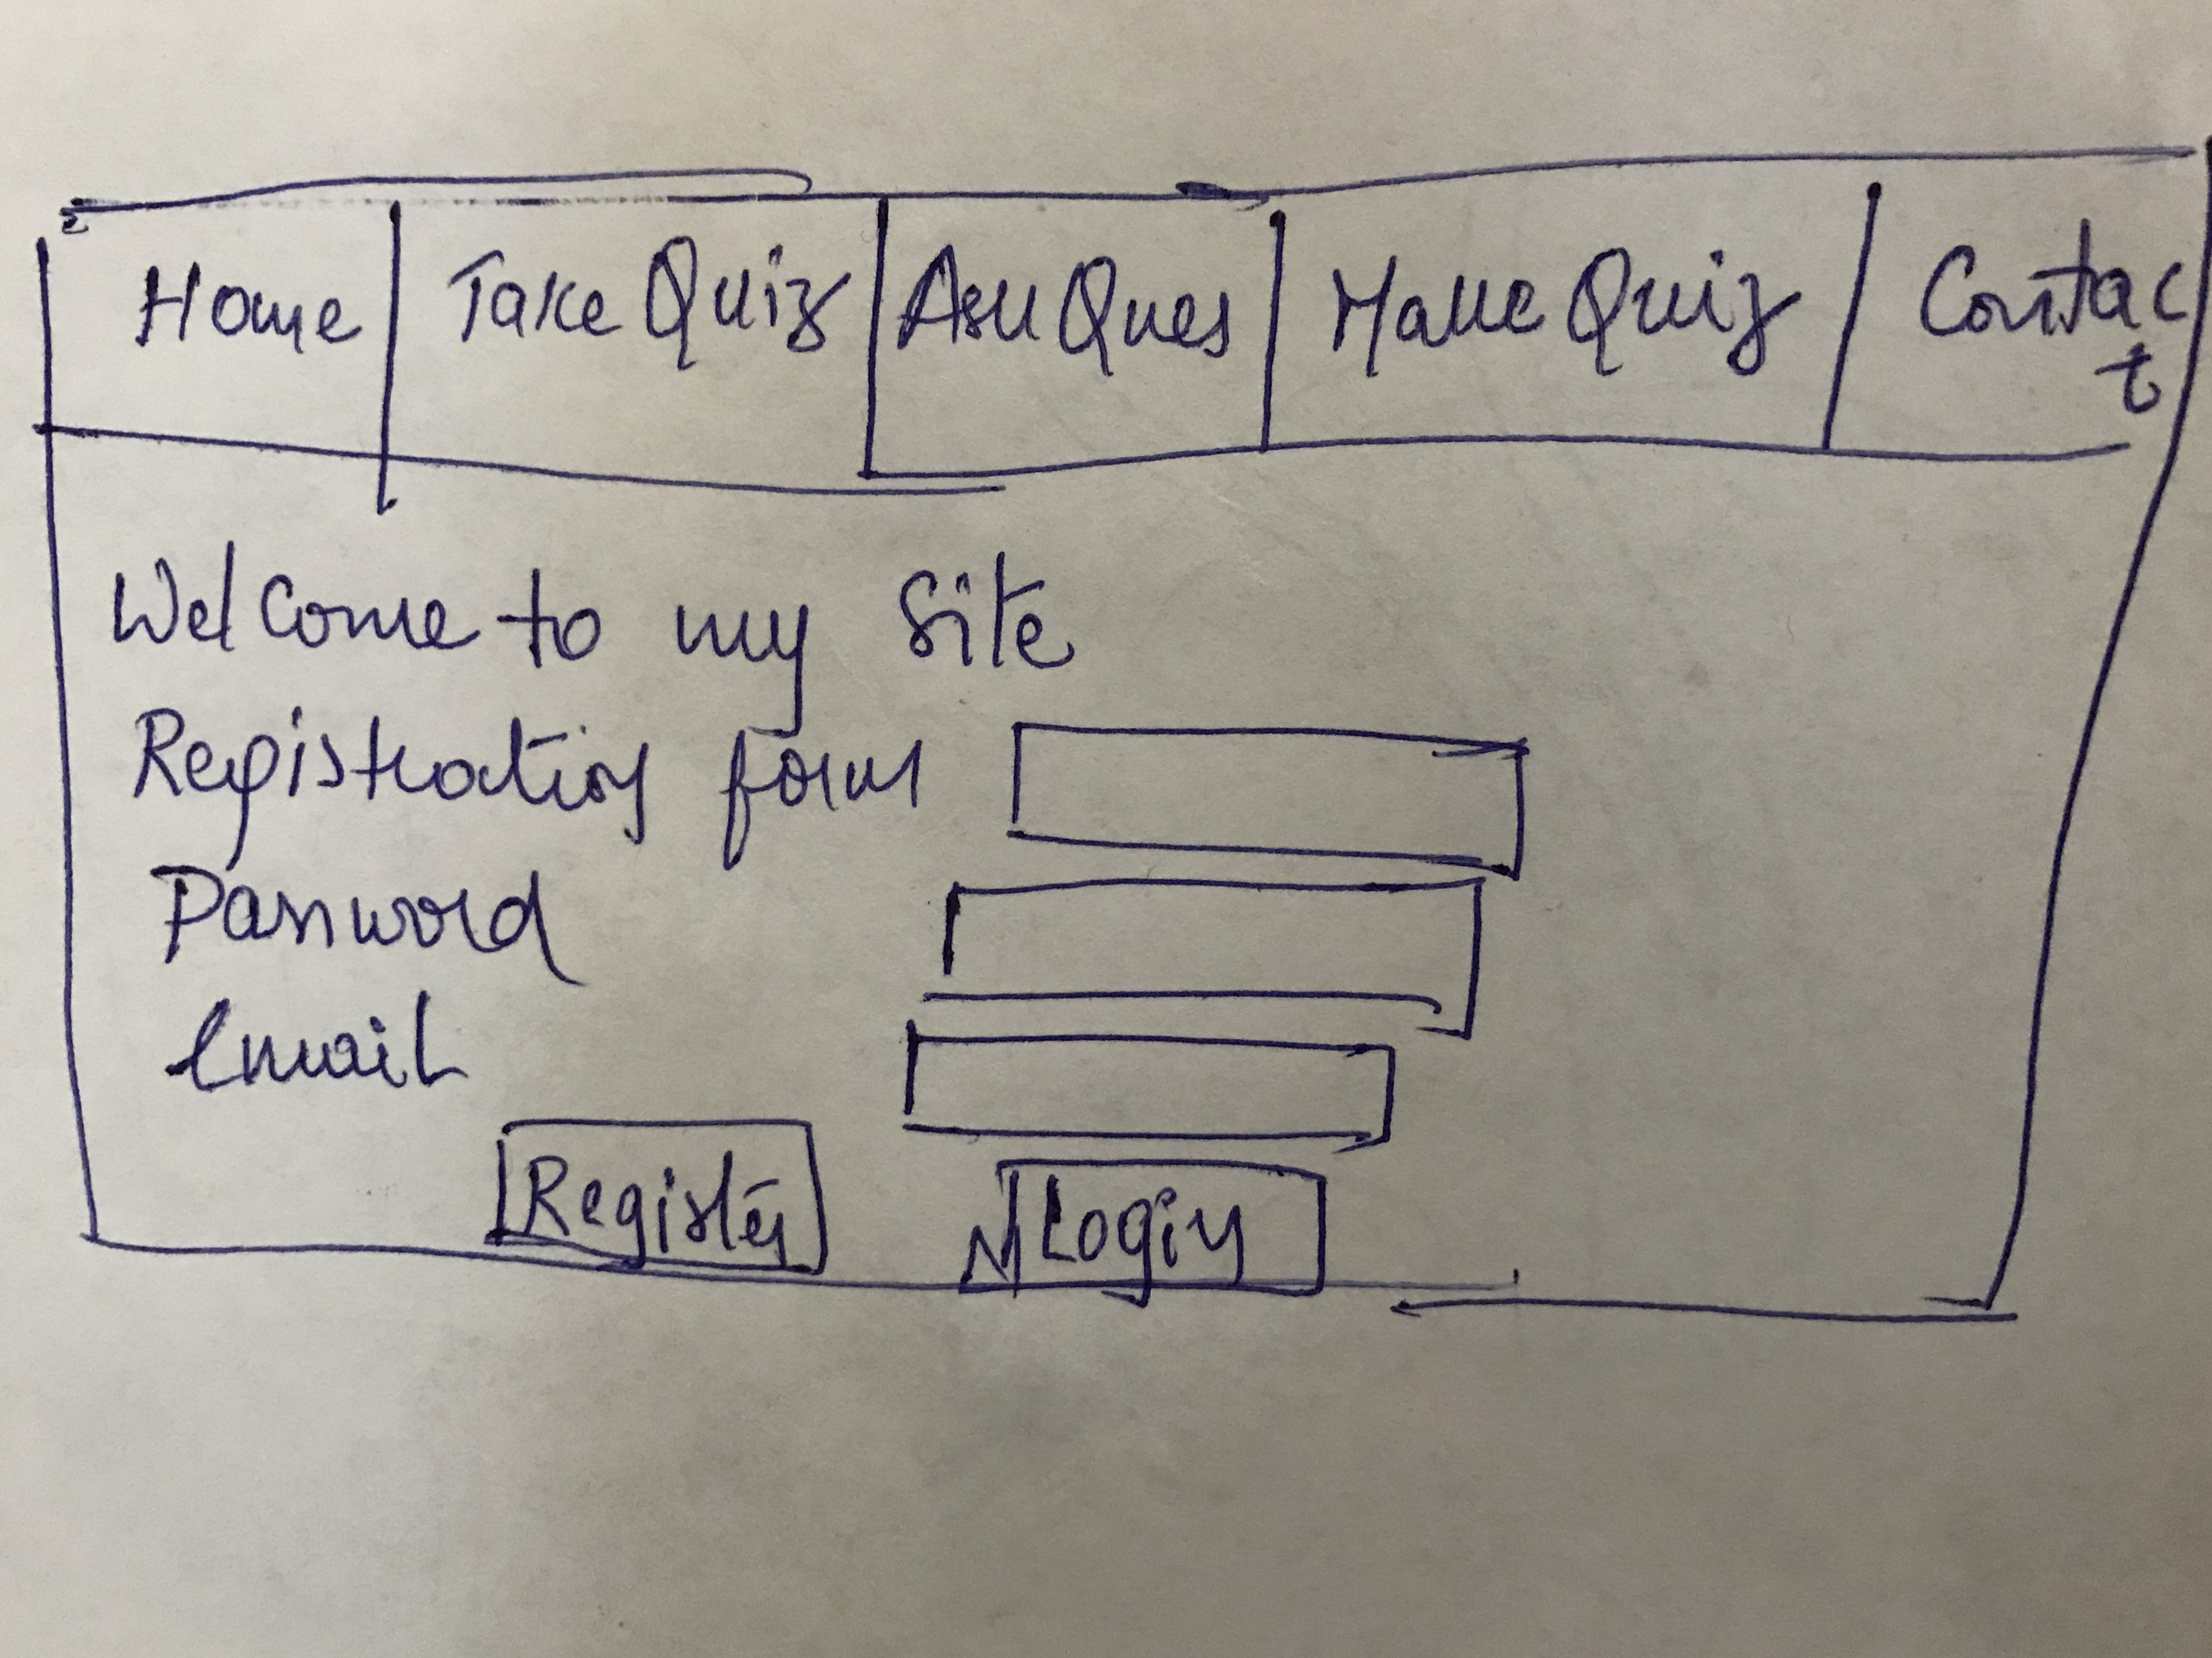 Home Take Quiz Ask Ques Make Quiz Contact
Welcome to my site
Registration form
Password
Email
Register Login